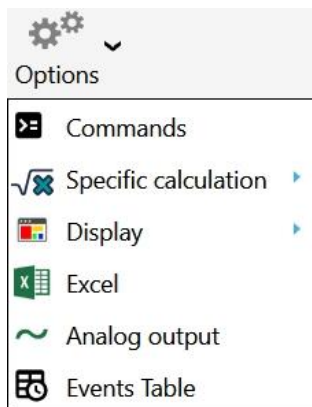 Options
Commands
Specific calculation
Display
Excel
Analog output
Events Table